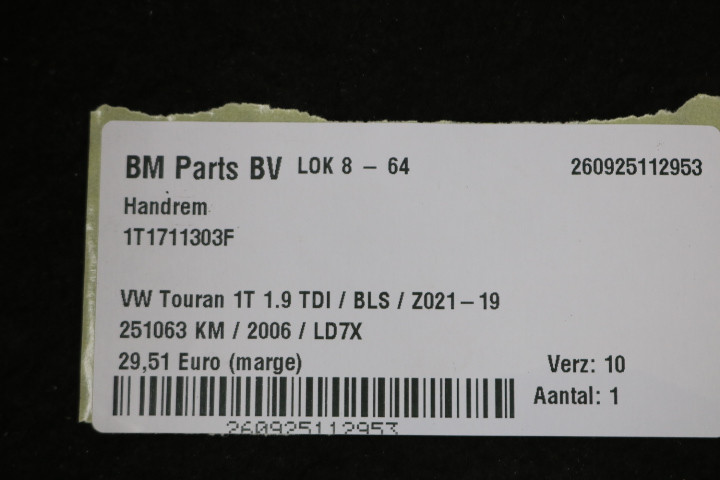 BM Parts BV LOK 8 – 64 260925112953
Handrem
1T1711303F
VW Touran 1T 1.9 TDI / BLS / Z021–19
251063 KM / 2006 / LD7X
29,51 Euro (marge) Verz: 10
Aantal: 1
260925112953